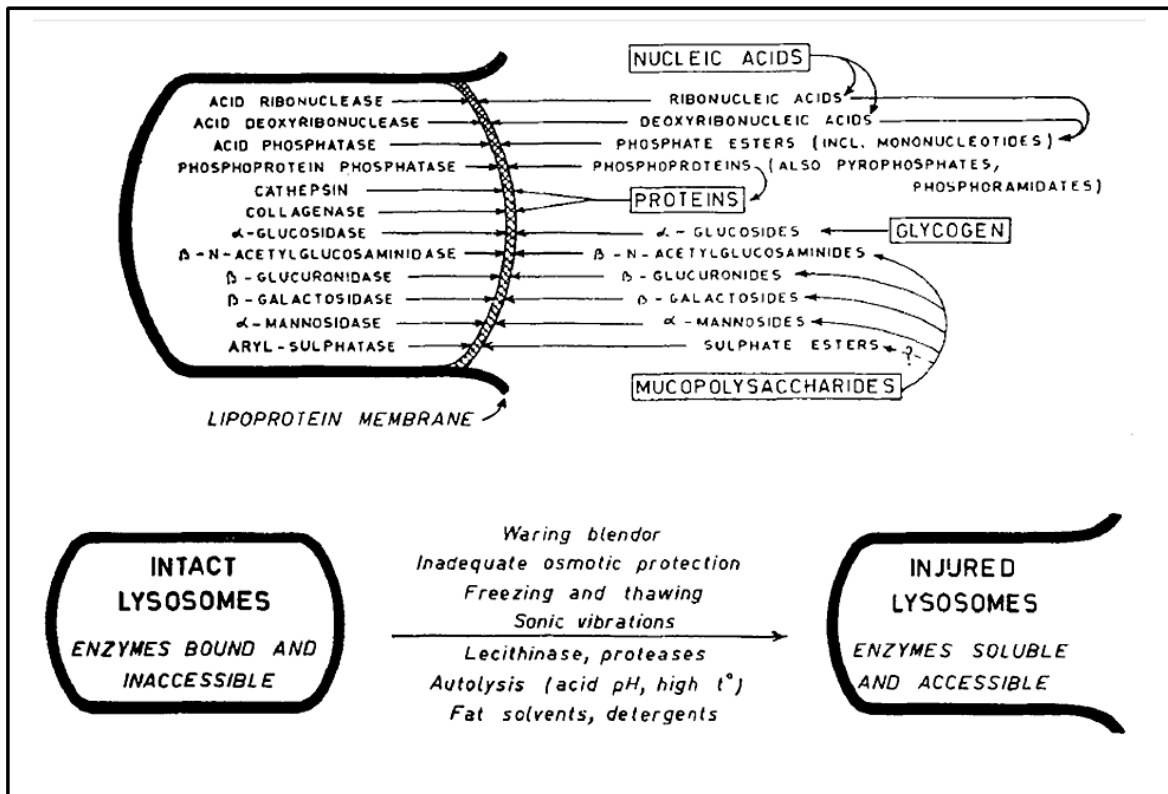 NUCLEIC ACIDS
ACID RIBONUCLEASE RIBONUCLEIC ACIDS
ACID DEOXYRIBONUCLEASE DEOXYRIBONUCLEIC ACIDS
ACID PHOSPHATASE PHOSPHATE ESTERS (INCL. MONONUCLEOTIDES)
PHOSPHOPROTEIN PHOSPHATASE PHOSPHOPROTEINS (ALSO PYROPHOSPHATES,
PHOSPHORAMIDATES)
CATHEPSIN
PROTEINS
COLLAGENASE
α-GLUCOSIDASE α-GLUCOSIDES GLYCOGEN
β-N-ACETYLGLUCOSAMINIDASE β-N-ACETYLGLUCOSAMINIDES
β-GLUCURONIDASE β-GLUCURONIDES
β-GALACTOSIDASE β-GALACTOSIDES
α-MANNOSIDASE α-MANNOSIDES
ARYL-SULPHATASE SULPHATE ESTERS ?
MUCOPOLYSACCHARIDES
LIPOPROTEIN MEMBRANE
INTACT
LYSOSOMES
ENZYMES BOUND AND
INACCESSIBLE
Waring blendor
Inadequate osmotic protection
Freezing and thawing
Sonic vibrations
Lecithinase, proteases
Autolysis (acid pH, high t°)
Fat solvents, detergents
INJURED
LYSOSOMES
ENZYMES SOLUBLE
AND ACCESSIBLE